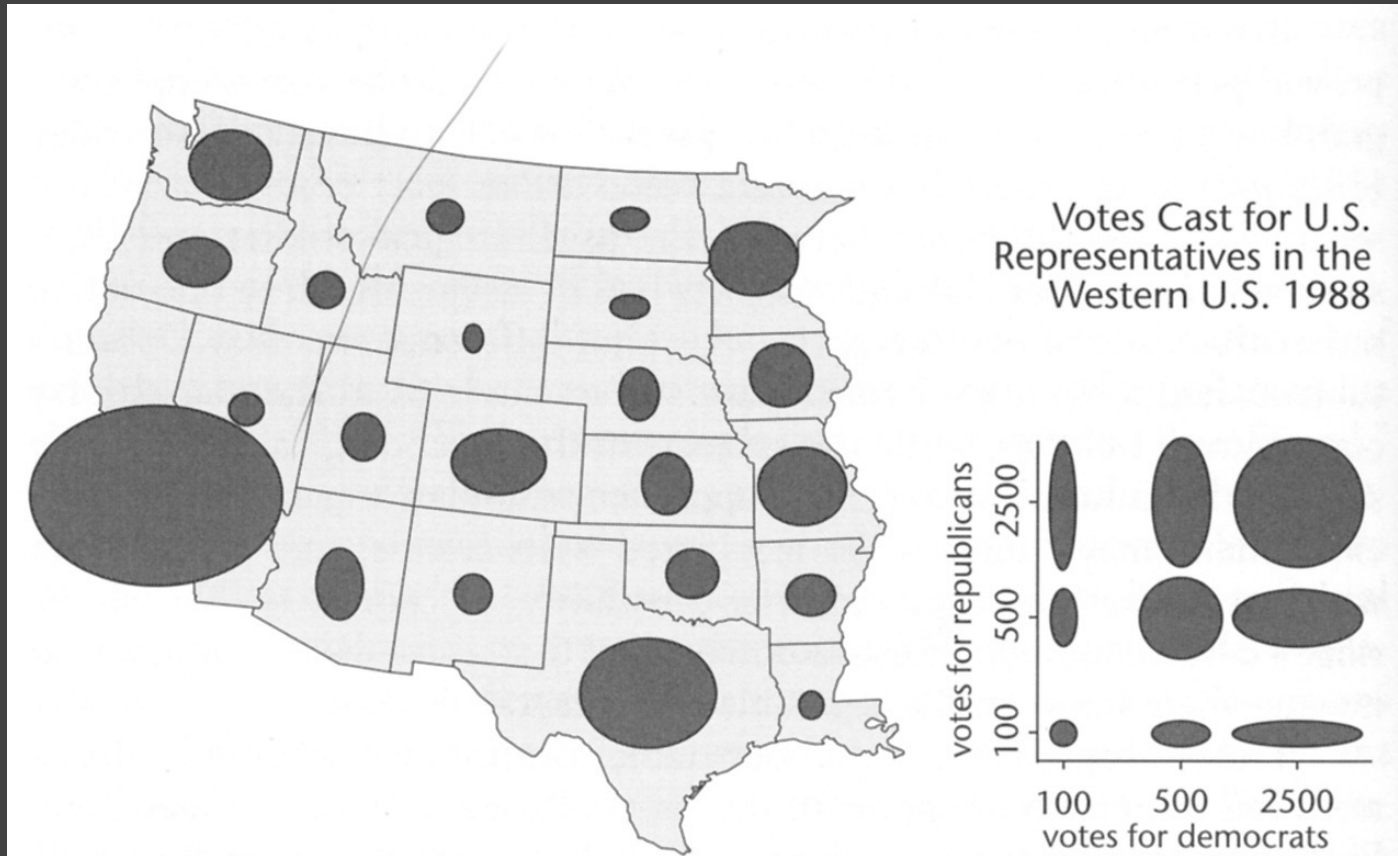 Votes Cast for U.S.
Representatives in the
Western U.S. 1988
votes for republicans
2500
500
100
100 500 2500
votes for democrats